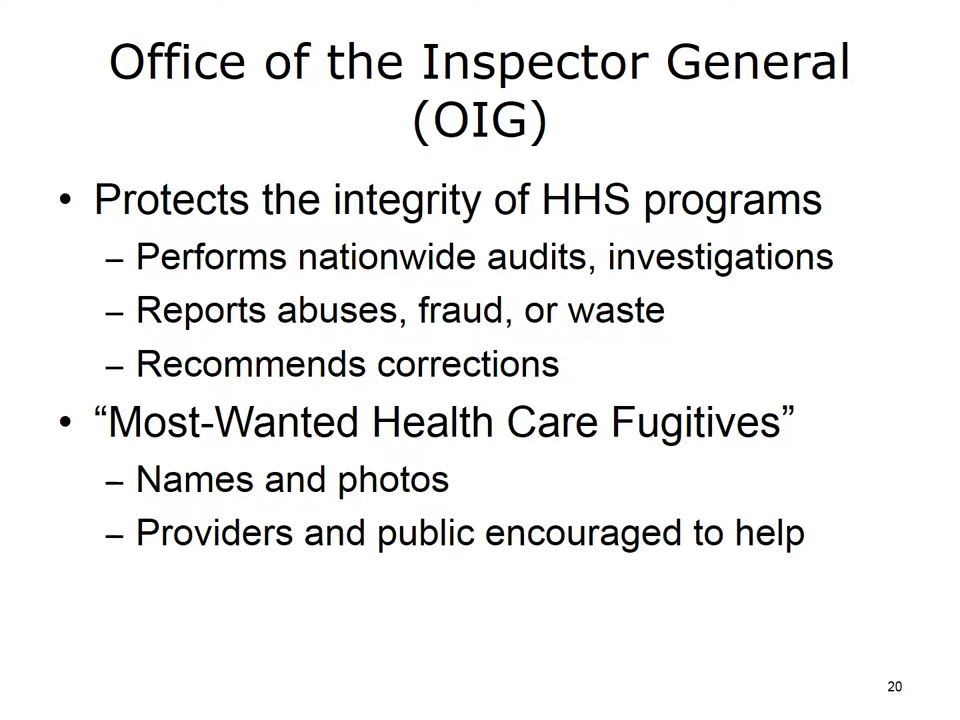 Office of the Inspector General
(OIG)
• Protects the integrity of HHS programs
– Performs nationwide audits, investigations
– Reports abuses, fraud, or waste
– Recommends corrections
• “Most-Wanted Health Care Fugitives”
– Names and photos
– Providers and public encouraged to help
20